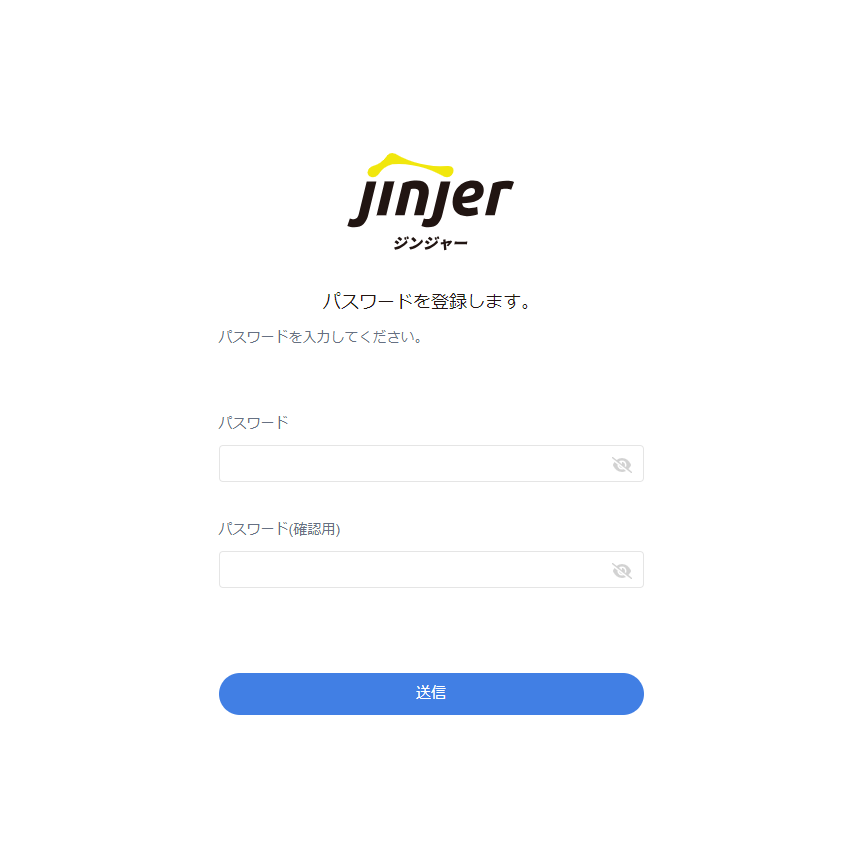 jinjer
ジンジャー
パスワードを登録します。
パスワードを入力してください。
パスワード
パスワード(確認用)
送信